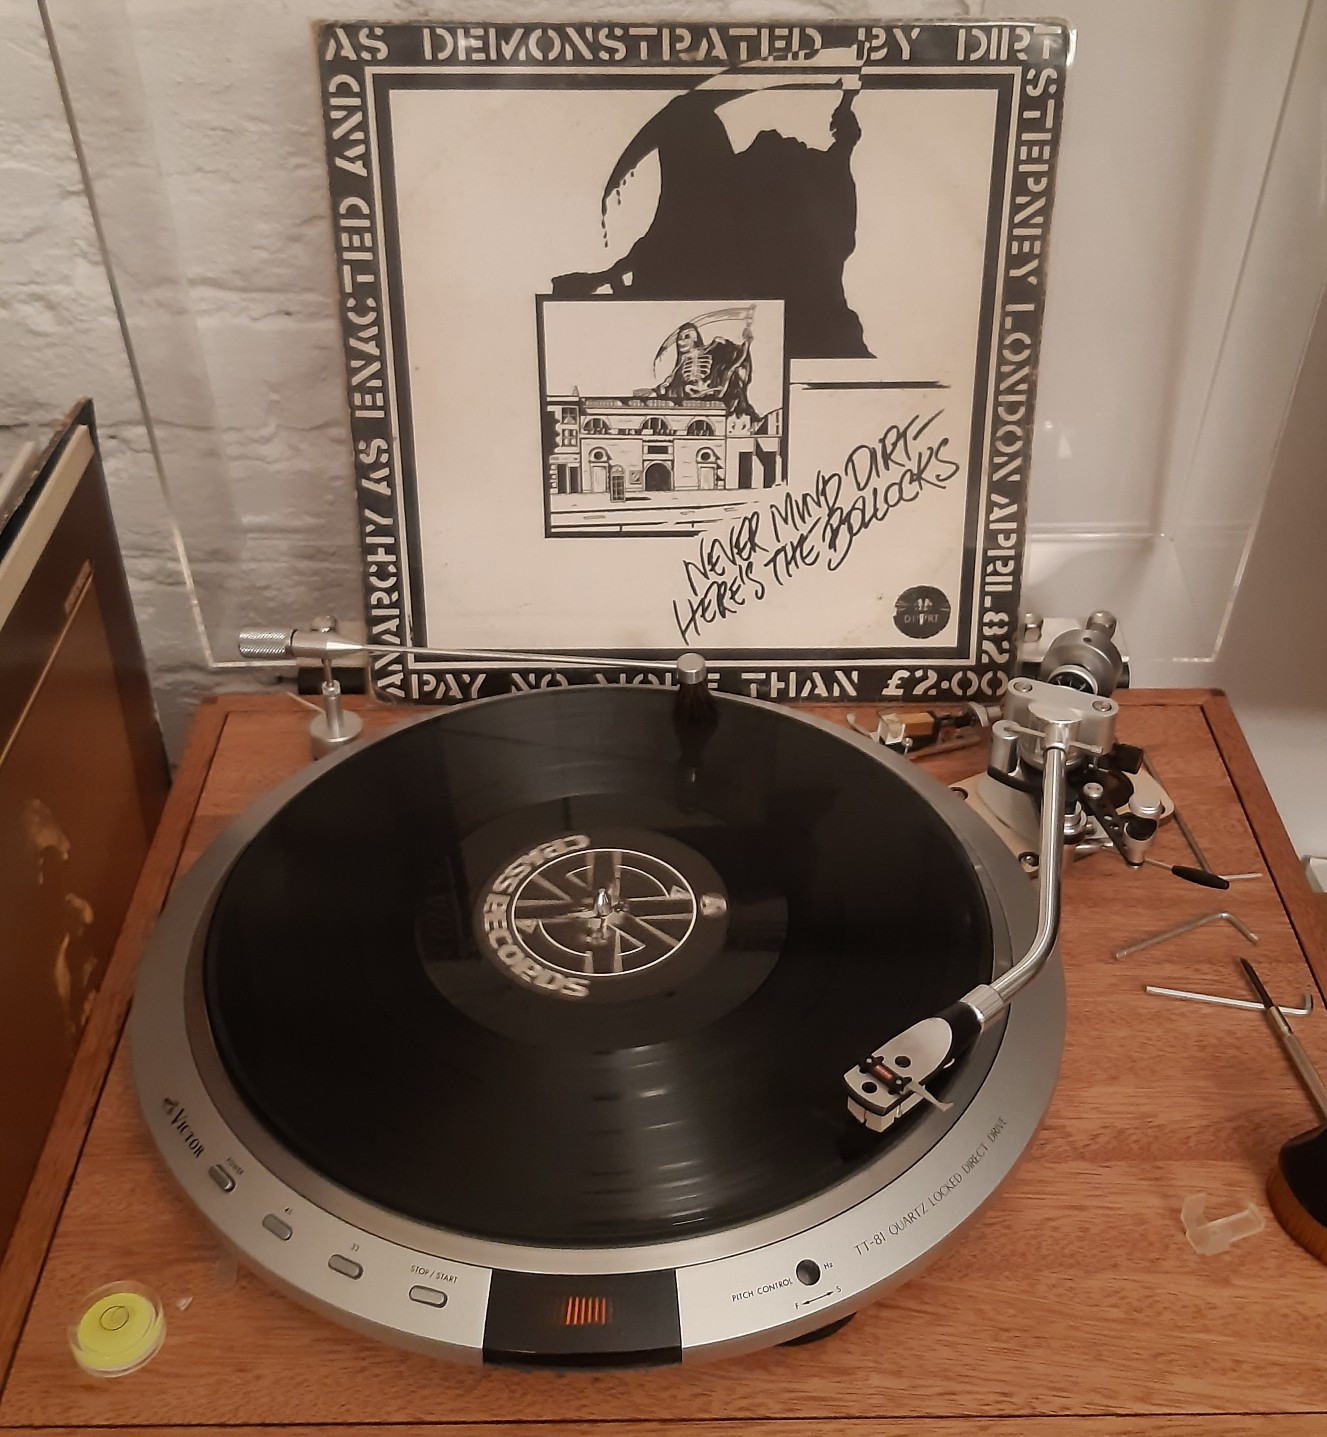 AS DEMONSTRATED BY DIRT
STEPNEY LONDON APRIL 82
ANARCHY AS ENACTED AND
PAY NO MORE THAN £2·00
NEVER MIND DIRT–
HERE'S THE BOLLOCKS
DIRT
CRASS RECORDS
VICTOR
POWER
45
33
STOP/START
PITCH CONTROL
Hz
F S
TT-81 QUARTZ LOCKED DIRECT DRIVE